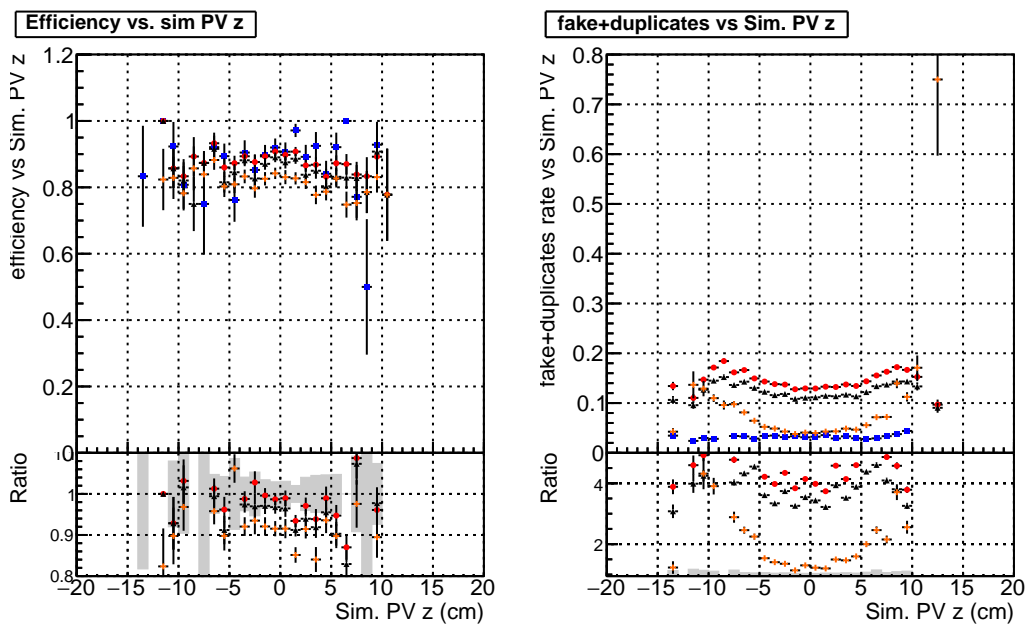 Efficiency vs. sim PV z
efficiency vs Sim. PV z
1.2
1
0.8
0.6
0.4
0.2
0
Ratio
1
0.9
0.8
−20 −15 −10 −5 0 5 10 15 20
Sim. PV z (cm)
fake+duplicates vs Sim. PV z
fake+duplicates rate vs Sim. PV z
0.8
0.7
0.6
0.5
0.4
0.3
0.2
0.1
0
Ratio
4
2
−20 −15 −10 −5 0 5 10 15 20
Sim. PV z (cm)